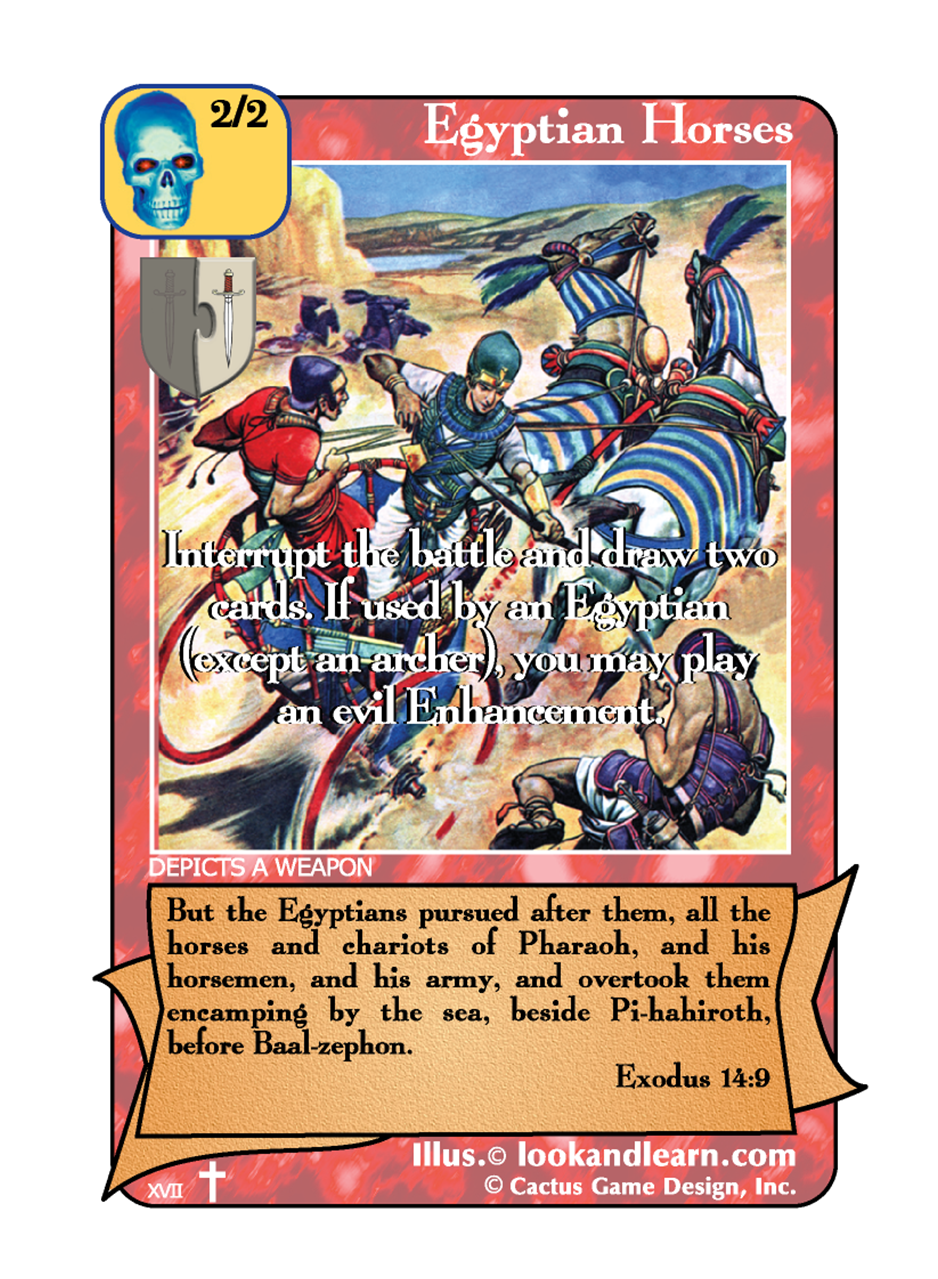 2/2
Egyptian Horses
Interrupt the battle and draw two
cards. If used by an Egyptian
(except an archer), you may play
an evil Enhancement.
DEPICTS A WEAPON
But the Egyptians pursued after them, all the
horses and chariots of Pharaoh, and his
horsemen, and his army, and overtook them
encamping by the sea, beside Pi-hahiroth,
before Baal-zephon.
Exodus 14:9
Illus.© lookandlearn.com
XVII
© Cactus Game Design, Inc.